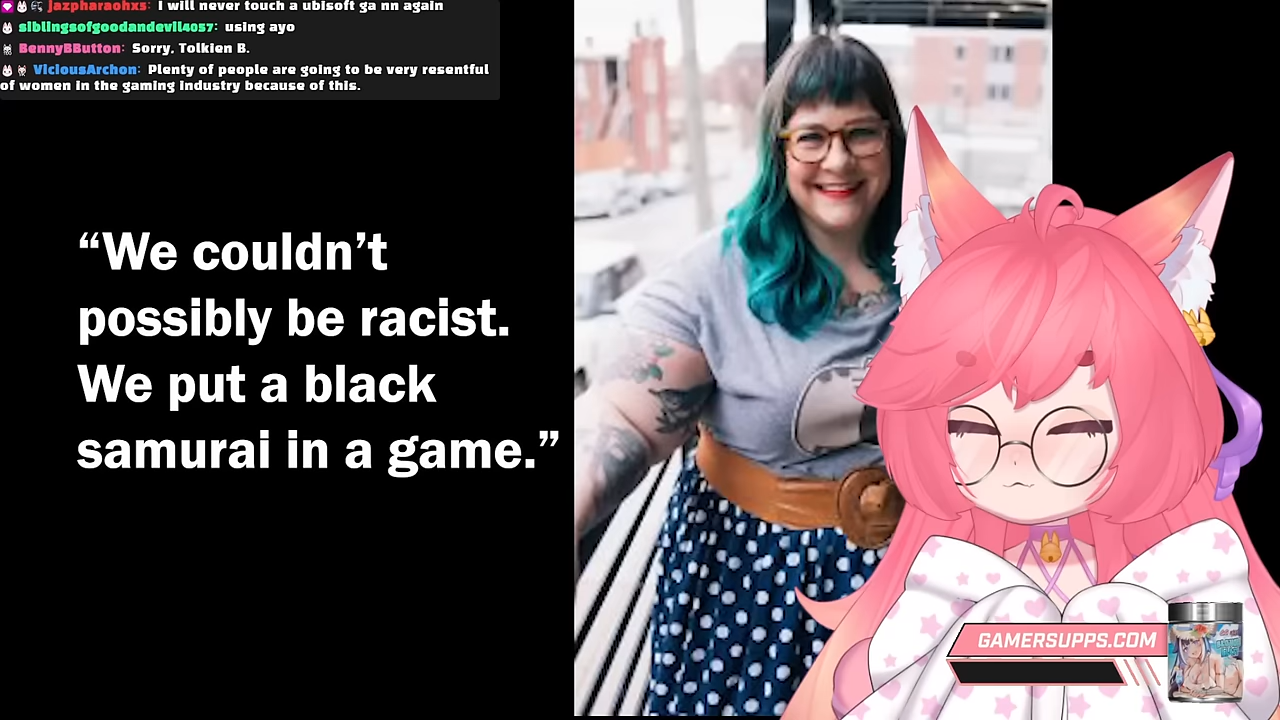 jazpharaohxs: I will never touch a ubisoft ga nn again
siblingsofgoodandevil4057: using ayo
BennyBButton: Sorry, Tolkien B.
ViciousArchon: Plenty of people are going to be very resentful
of women in the gaming industry because of this.
“We couldn’t
possibly be racist.
We put a black
samurai in a game.”
GAMERSUPPS.COM